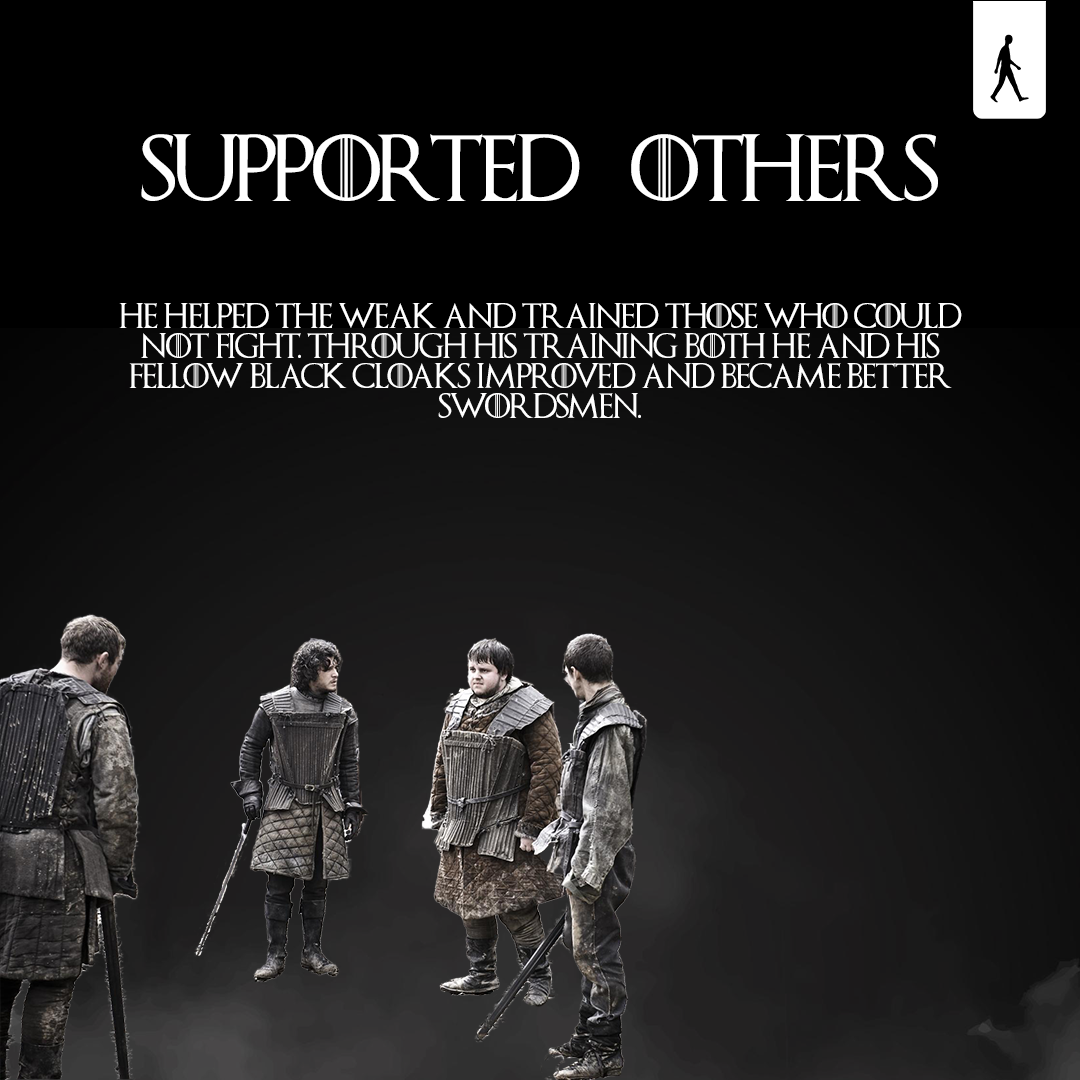 SUPPORTED OTHERS
HE HELPED THE WEAK AND TRAINED THOSE WHO COULD
NOT FIGHT. THROUGH HIS TRAINING BOTH HE AND HIS
FELLOW BLACK CLOAKS IMPROVED AND BECAME BETTER
SWORDSMEN.